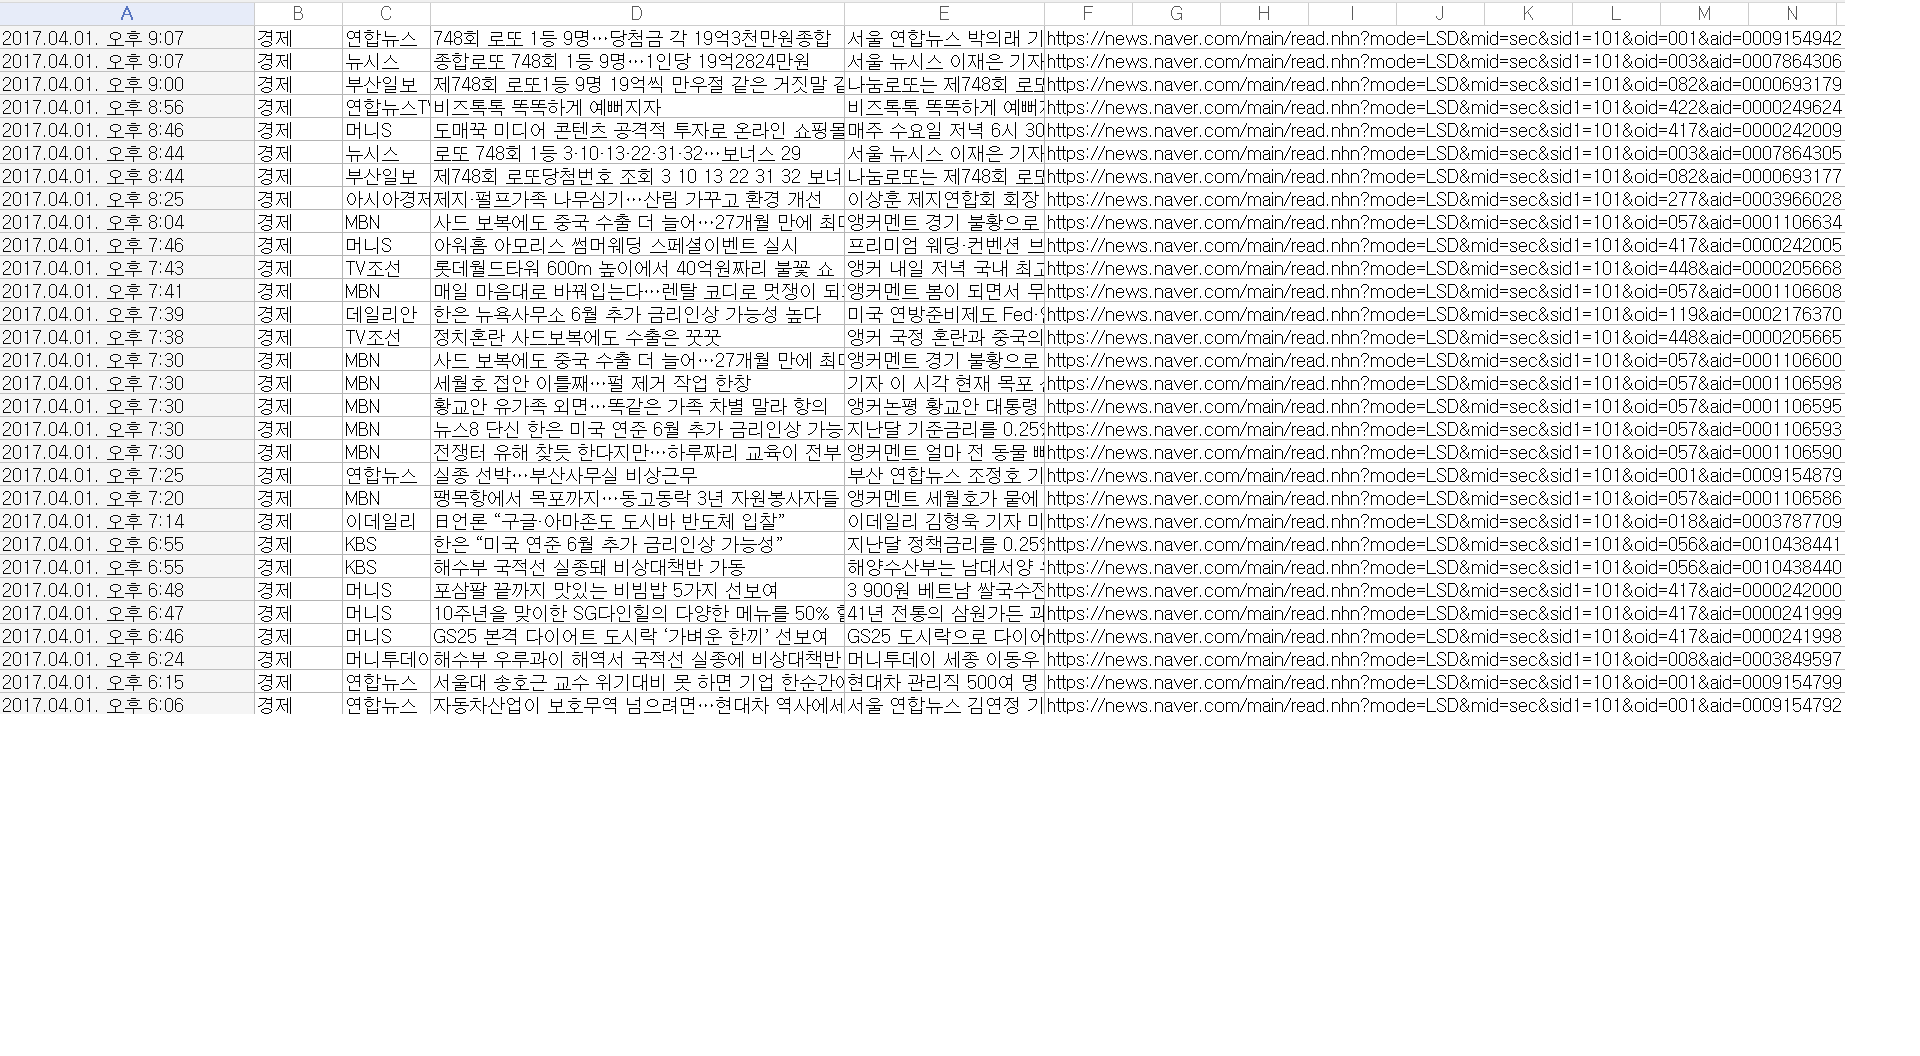 A B C D E F G H I J K L M N
2017.04.01. 오후 9:07 경제 연합뉴스 748회 로또 1등 9명…당첨금 각 19억3천만원종합 서울 연합뉴스 박의래 기 https://news.naver.com/main/read.nhn?mode=LSD&mid=sec&sid1=101&oid=001&aid=0009154942
2017.04.01. 오후 9:07 경제 뉴시스 종합로또 748회 1등 9명…1인당 19억2824만원 서울 뉴시스 이재은 기자 https://news.naver.com/main/read.nhn?mode=LSD&mid=sec&sid1=101&oid=003&aid=0007864306
2017.04.01. 오후 9:00 경제 부산일보 제748회 로또1등 9명 19억씩 만우절 같은 거짓말 같 나눔로또는 제748회 로또 https://news.naver.com/main/read.nhn?mode=LSD&mid=sec&sid1=101&oid=082&aid=0000693179
2017.04.01. 오후 8:56 경제 연합뉴스TV 비즈톡톡 똑똑하게 예뻐지자 비즈톡톡 똑똑하게 예뻐지 https://news.naver.com/main/read.nhn?mode=LSD&mid=sec&sid1=101&oid=422&aid=0000249624
2017.04.01. 오후 8:46 경제 머니S 도매꾹 미디어 콘텐츠 공격적 투자로 온라인 쇼핑몰 매주 수요일 저녁 6시 30 https://news.naver.com/main/read.nhn?mode=LSD&mid=sec&sid1=101&oid=417&aid=0000242009
2017.04.01. 오후 8:44 경제 뉴시스 로또 748회 1등 3·10·13·22·31·32…보너스 29 서울 뉴시스 이재은 기자 https://news.naver.com/main/read.nhn?mode=LSD&mid=sec&sid1=101&oid=003&aid=0007864305
2017.04.01. 오후 8:44 경제 부산일보 제748회 로또당첨번호 조회 3 10 13 22 31 32 보너 나눔로또는 제748회 로또 https://news.naver.com/main/read.nhn?mode=LSD&mid=sec&sid1=101&oid=082&aid=0000693177
2017.04.01. 오후 8:25 경제 아시아경제 제지·펄프가족 나무심기…산림 가꾸고 환경 개선 이상훈 제지연합회 회장 https://news.naver.com/main/read.nhn?mode=LSD&mid=sec&sid1=101&oid=277&aid=0003966028
2017.04.01. 오후 8:04 경제 MBN 사드 보복에도 중국 수출 더 늘어…27개월 만에 최대 앵커멘트 경기 불황으로 https://news.naver.com/main/read.nhn?mode=LSD&mid=sec&sid1=101&oid=057&aid=0001106634
2017.04.01. 오후 7:46 경제 머니S 아워홈 아모리스 썸머웨딩 스페셜이벤트 실시 프리미엄 웨딩·컨벤션 브 https://news.naver.com/main/read.nhn?mode=LSD&mid=sec&sid1=101&oid=417&aid=0000242005
2017.04.01. 오후 7:43 경제 TV조선 롯데월드타워 600m 높이에서 40억원짜리 불꽃 쇼 앵커 내일 저녁 국내 최고 https://news.naver.com/main/read.nhn?mode=LSD&mid=sec&sid1=101&oid=448&aid=0000205668
2017.04.01. 오후 7:41 경제 MBN 매일 마음대로 바꿔입는다…렌탈 코디로 멋쟁이 되 앵커멘트 봄이 되면서 무 https://news.naver.com/main/read.nhn?mode=LSD&mid=sec&sid1=101&oid=057&aid=0001106608
2017.04.01. 오후 7:39 경제 데일리안 한은 뉴욕사무소 6월 추가 금리인상 가능성 높다 미국 연방준비제도 Fed· https://news.naver.com/main/read.nhn?mode=LSD&mid=sec&sid1=101&oid=119&aid=0002176370
2017.04.01. 오후 7:38 경제 TV조선 정치혼란 사드보복에도 수출은 꿋꿋 앵커 국정 혼란과 중국의 https://news.naver.com/main/read.nhn?mode=LSD&mid=sec&sid1=101&oid=448&aid=0000205665
2017.04.01. 오후 7:30 경제 MBN 사드 보복에도 중국 수출 더 늘어…27개월 만에 최대 앵커멘트 경기 불황으로 https://news.naver.com/main/read.nhn?mode=LSD&mid=sec&sid1=101&oid=057&aid=0001106600
2017.04.01. 오후 7:30 경제 MBN 세월호 접안 이틀째…펄 제거 작업 한창 기자 이 시각 현재 목포 https://news.naver.com/main/read.nhn?mode=LSD&mid=sec&sid1=101&oid=057&aid=0001106598
2017.04.01. 오후 7:30 경제 MBN 황교안 유가족 외면…똑같은 가족 차별 말라 항의 앵커논평 황교안 대통령 https://news.naver.com/main/read.nhn?mode=LSD&mid=sec&sid1=101&oid=057&aid=0001106595
2017.04.01. 오후 7:30 경제 MBN 뉴스8 단신 한은 미국 연준 6월 추가 금리인상 가능 지난달 기준금리를 0.25% https://news.naver.com/main/read.nhn?mode=LSD&mid=sec&sid1=101&oid=057&aid=0001106593
2017.04.01. 오후 7:30 경제 MBN 전쟁터 유해 찾듯 한다지만…하루짜리 교육이 전부 앵커멘트 얼마 전 동물 뼈 https://news.naver.com/main/read.nhn?mode=LSD&mid=sec&sid1=101&oid=057&aid=0001106590
2017.04.01. 오후 7:25 경제 연합뉴스 실종 선박…부산사무실 비상근무 부산 연합뉴스 조정호 기 https://news.naver.com/main/read.nhn?mode=LSD&mid=sec&sid1=101&oid=001&aid=0009154879
2017.04.01. 오후 7:20 경제 MBN 팽목항에서 목포까지…동고동락 3년 자원봉사자들 앵커멘트 세월호가 뭍에 https://news.naver.com/main/read.nhn?mode=LSD&mid=sec&sid1=101&oid=057&aid=0001106586
2017.04.01. 오후 7:14 경제 이데일리 日언론 “구글·아마존도 도시바 반도체 입찰” 이데일리 김형욱 기자 미 https://news.naver.com/main/read.nhn?mode=LSD&mid=sec&sid1=101&oid=018&aid=0003787709
2017.04.01. 오후 6:55 경제 KBS 한은 “미국 연준 6월 추가 금리인상 가능성” 지난달 정책금리를 0.25% https://news.naver.com/main/read.nhn?mode=LSD&mid=sec&sid1=101&oid=056&aid=0010438441
2017.04.01. 오후 6:55 경제 KBS 해수부 국적선 실종돼 비상대책반 가동 해양수산부는 남대서양 https://news.naver.com/main/read.nhn?mode=LSD&mid=sec&sid1=101&oid=056&aid=0010438440
2017.04.01. 오후 6:48 경제 머니S 포삼팔 끝까지 맛있는 비빔밥 5가지 선보여 3 900원 베트남 쌀국수전 https://news.naver.com/main/read.nhn?mode=LSD&mid=sec&sid1=101&oid=417&aid=0000242000
2017.04.01. 오후 6:47 경제 머니S 10주년을 맞이한 SG다인힐의 다양한 메뉴를 50% 할 41년 전통의 삼원가든 과 https://news.naver.com/main/read.nhn?mode=LSD&mid=sec&sid1=101&oid=417&aid=0000241999
2017.04.01. 오후 6:46 경제 머니S GS25 본격 다이어트 도시락 ‘가벼운 한끼’ 선보여 GS25 도시락으로 다이어 https://news.naver.com/main/read.nhn?mode=LSD&mid=sec&sid1=101&oid=417&aid=0000241998
2017.04.01. 오후 6:24 경제 머니투데이 해수부 우루과이 해역서 국적선 실종에 비상대책반 머니투데이 세종 이동우 https://news.naver.com/main/read.nhn?mode=LSD&mid=sec&sid1=101&oid=008&aid=0003849597
2017.04.01. 오후 6:15 경제 연합뉴스 서울대 송호근 교수 위기대비 못 하면 기업 한순간에 현대차 관리직 500여 명 https://news.naver.com/main/read.nhn?mode=LSD&mid=sec&sid1=101&oid=001&aid=0009154799
2017.04.01. 오후 6:06 경제 연합뉴스 자동차산업이 보호무역 넘으려면…현대차 역사에서 서울 연합뉴스 김연정 기 https://news.naver.com/main/read.nhn?mode=LSD&mid=sec&sid1=101&oid=001&aid=0009154792